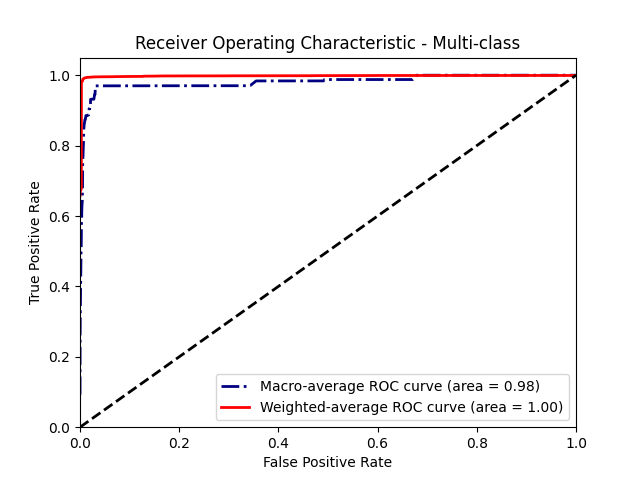 Receiver Operating Characteristic - Multi-class
1.0
0.8
0.6
0.4
0.2
0.0
True Positive Rate
Macro-average ROC curve (area = 0.98)
Weighted-average ROC curve (area = 1.00)
0.0 0.2 0.4 0.6 0.8 1.0
False Positive Rate